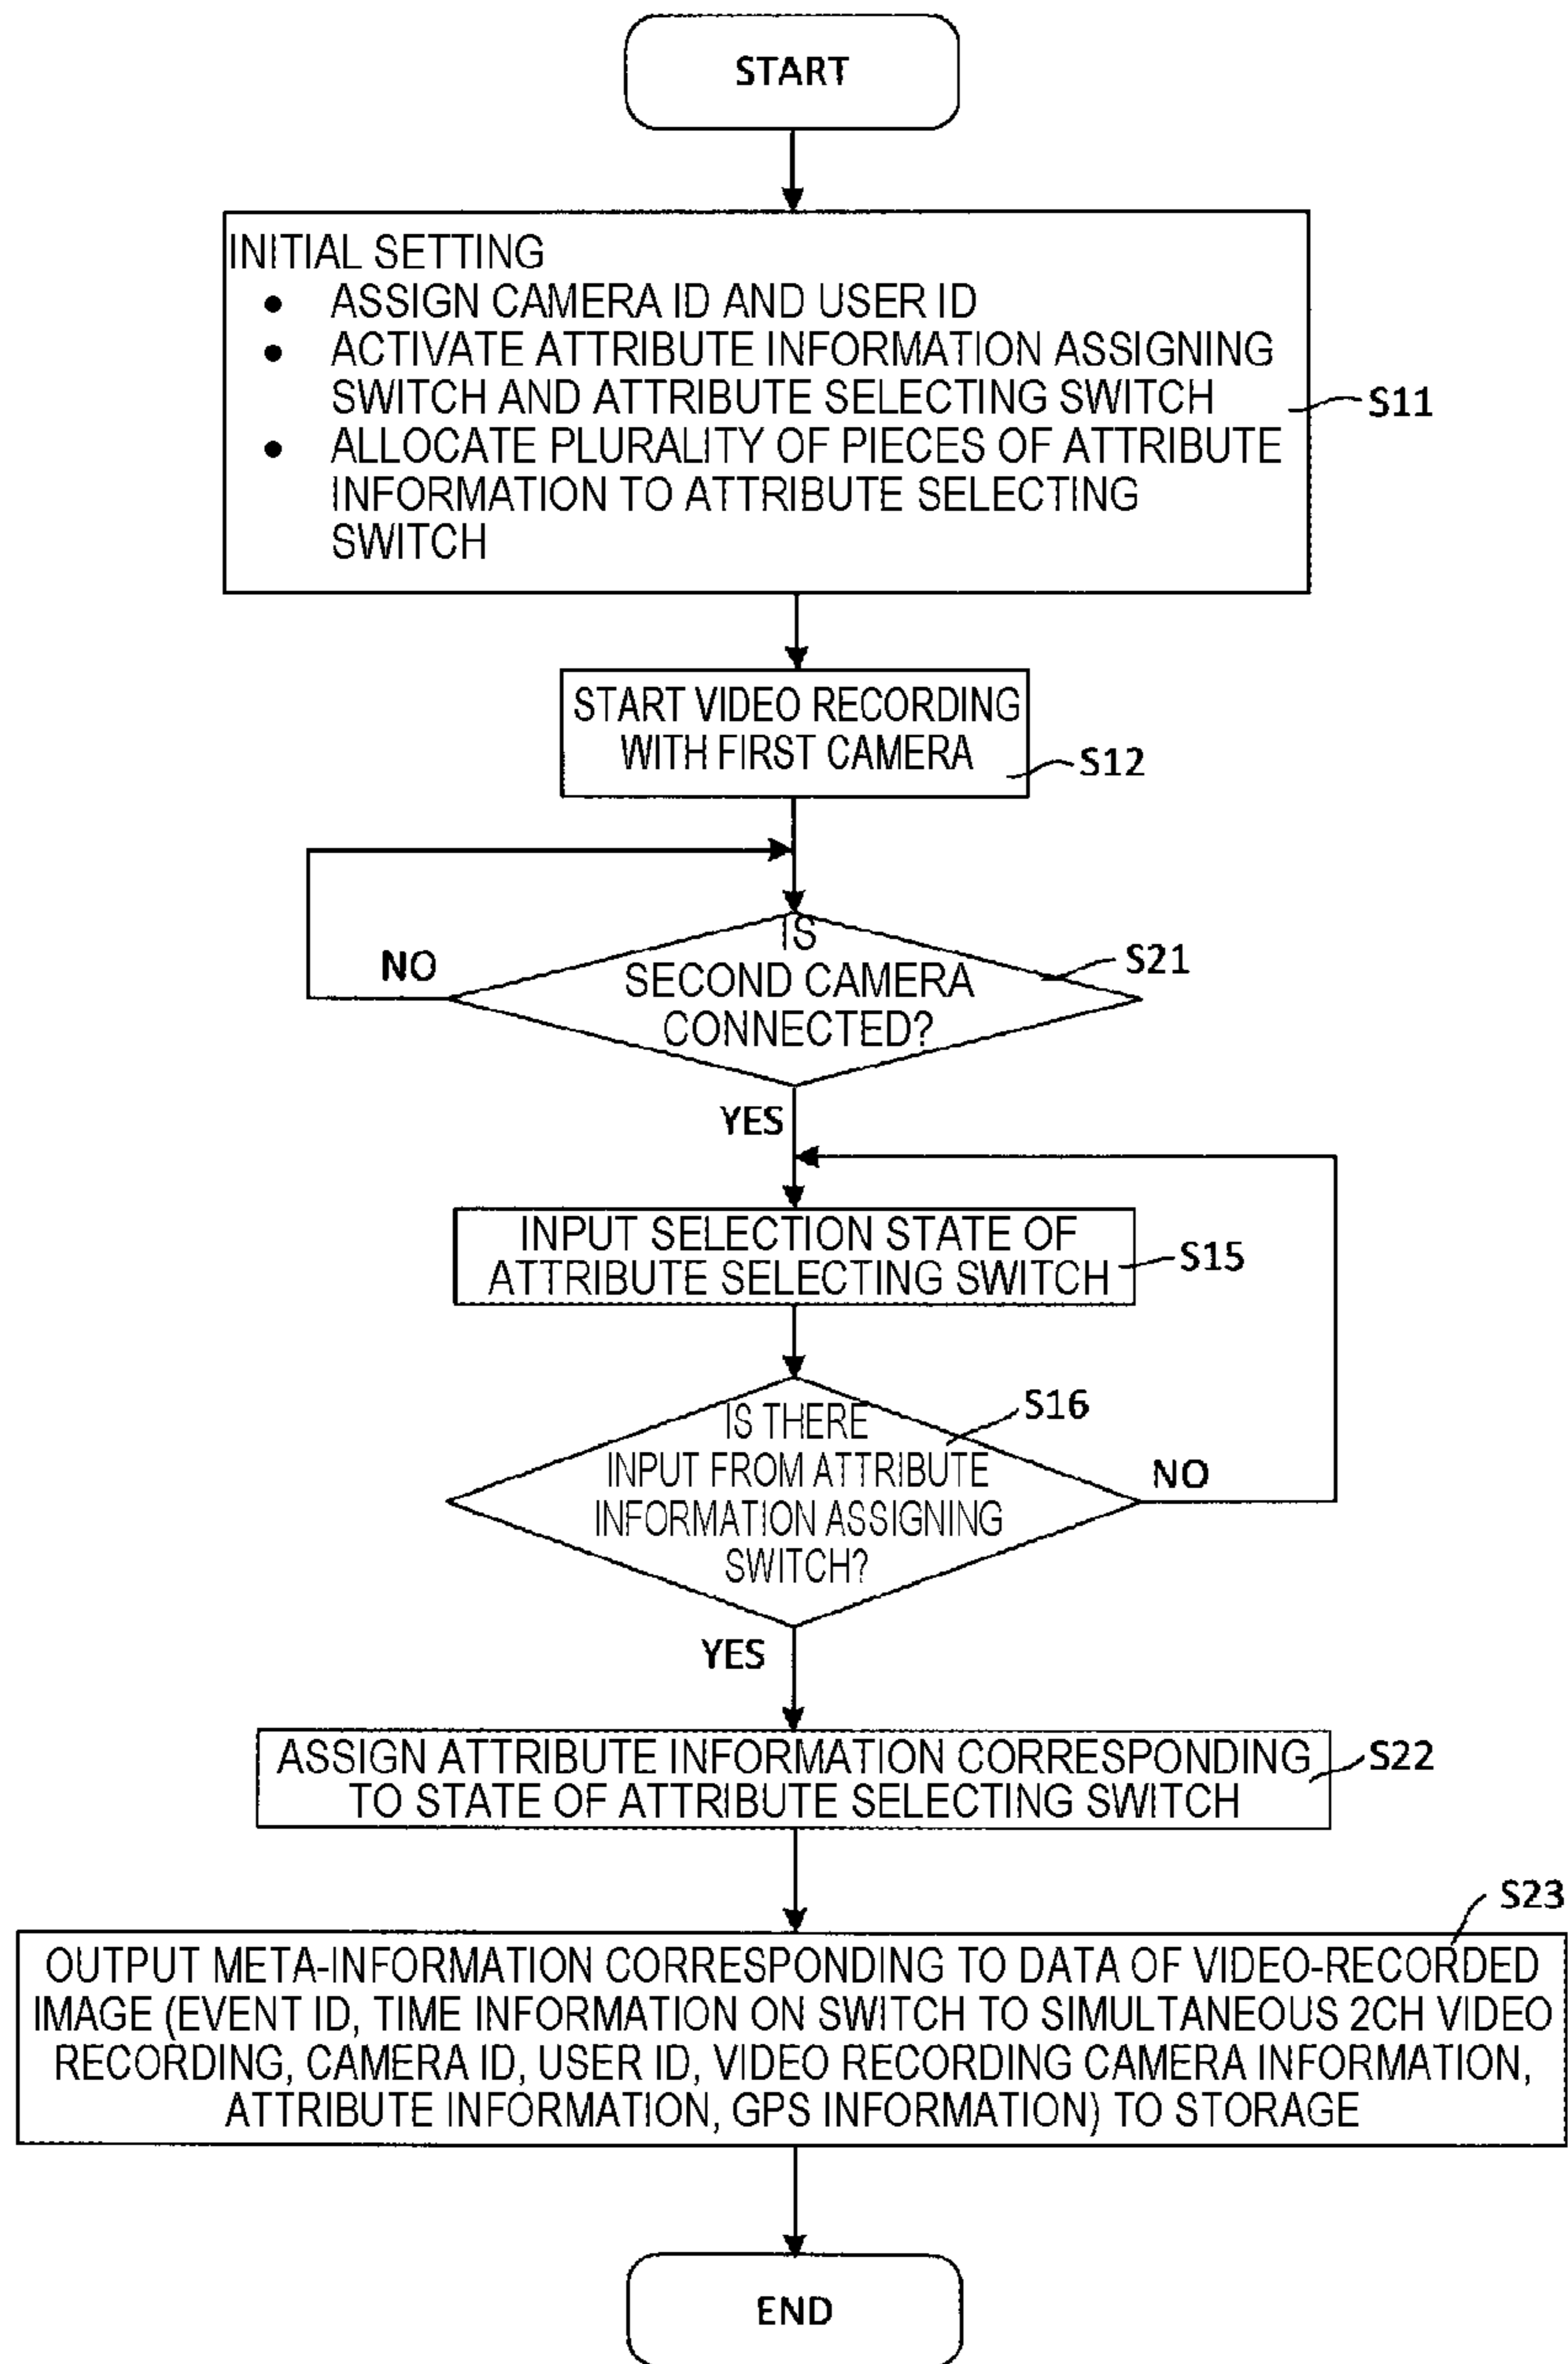 START
INITIAL SETTING
● ASSIGN CAMERA ID AND USER ID
● ACTIVATE ATTRIBUTE INFORMATION ASSIGNING
SWITCH AND ATTRIBUTE SELECTING SWITCH
● ALLOCATE PLURALITY OF PIECES OF ATTRIBUTE
INFORMATION TO ATTRIBUTE SELECTING
SWITCH
S11
START VIDEO RECORDING
WITH FIRST CAMERA
S12
IS
SECOND CAMERA
CONNECTED?
S21
NO
YES
INPUT SELECTION STATE OF
ATTRIBUTE SELECTING SWITCH
S15
IS THERE
INPUT FROM ATTRIBUTE
INFORMATION ASSIGNING
SWITCH?
S16
NO
YES
ASSIGN ATTRIBUTE INFORMATION CORRESPONDING
TO STATE OF ATTRIBUTE SELECTING SWITCH
S22
S23
OUTPUT META-INFORMATION CORRESPONDING TO DATA OF VIDEO-RECORDED
IMAGE (EVENT ID, TIME INFORMATION ON SWITCH TO SIMULTANEOUS 2CH VIDEO
RECORDING, CAMERA ID, USER ID, VIDEO RECORDING CAMERA INFORMATION,
ATTRIBUTE INFORMATION, GPS INFORMATION) TO STORAGE
END